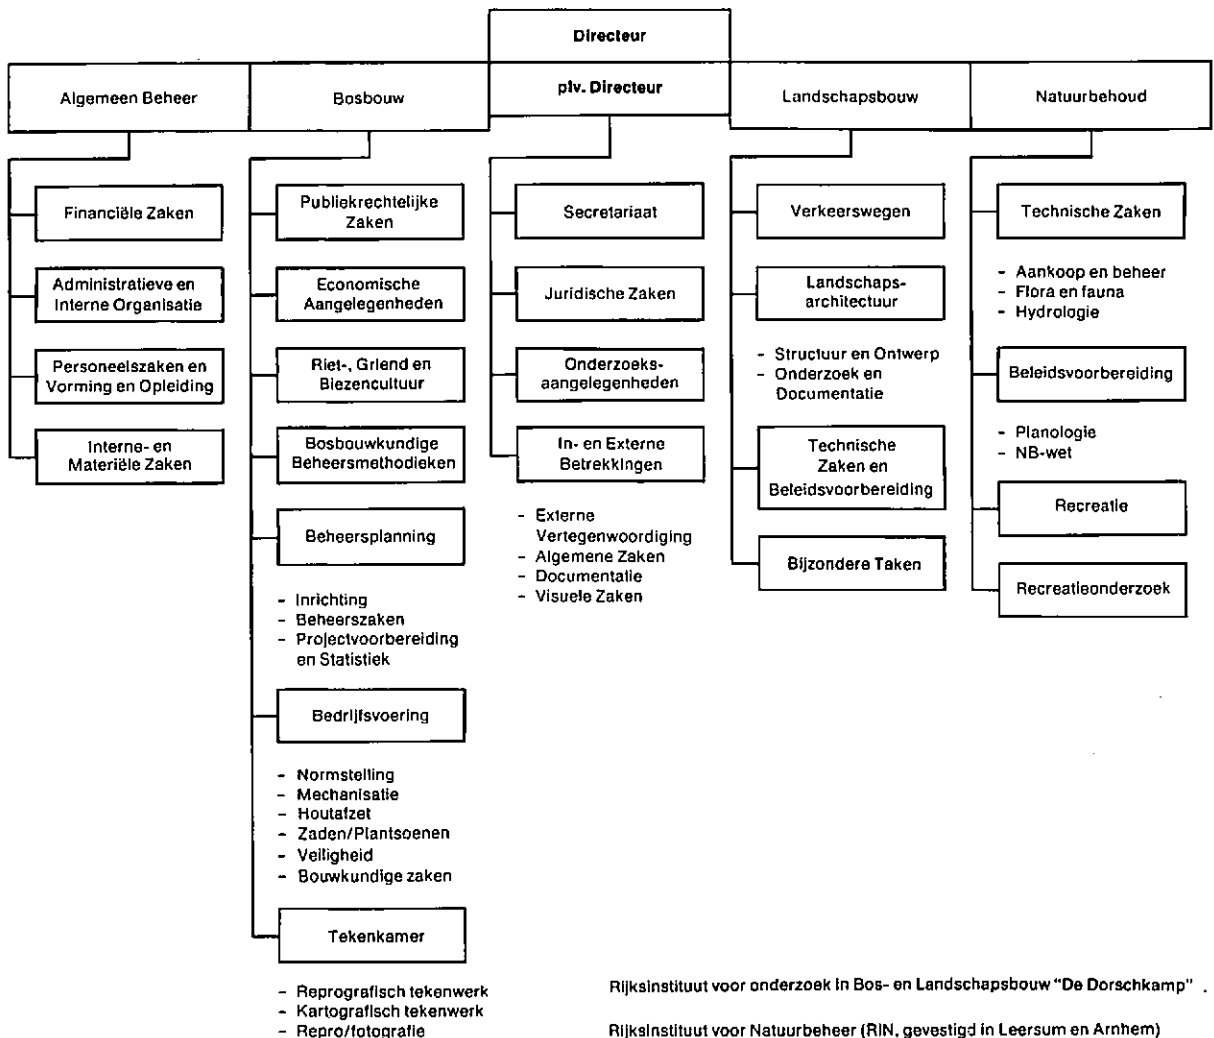 Directeur
plv. Directeur
Algemeen Beheer
Financiële Zaken
Administratieve en
Interne Organisatie
Personeelszaken en
Vorming en Opleiding
Interne- en
Materiële Zaken
Bosbouw
Publiekrechtelijke
Zaken
Economische
Aangelegenheden
Riet-, Griend en
Biezencultuur
Bosbouwkundige
Beheersmethodieken
Beheersplanning
- Inrichting
- Beheerszaken
- Projectvoorbereiding
en Statistiek
Bedrijfsvoering
- Normstelling
- Mechanisatie
- Houtafzet
- Zaden/Plantsoenen
- Veiligheid
- Bouwkundige zaken
Tekenkamer
- Reprografisch tekenwerk
- Kartografisch tekenwerk
- Repro/fotografie
Secretariaat
Juridische Zaken
Onderzoeks-
aangelegenheden
In- en Externe
Betrekkingen
- Externe
Vertegenwoordiging
- Algemene Zaken
- Documentatie
- Visuele Zaken
Landschapsbouw
Verkeerswegen
Landschaps-
architectuur
- Structuur en Ontwerp
- Onderzoek en
Documentatie
Technische
Zaken en
Beleidsvoorbereiding
Bijzondere Taken
Natuurbehoud
Technische Zaken
- Aankoop en beheer
- Flora en fauna
- Hydrologie
Beleidsvoorbereiding
- Planologie
- NB-wet
Recreatie
Recreatieonderzoek
Rijksinstituut voor onderzoek in Bos- en Landschapsbouw "De Dorschkamp" .
Rijksinstituut voor Natuurbeheer (RIN, gevestigd in Leersum en Arnhem)